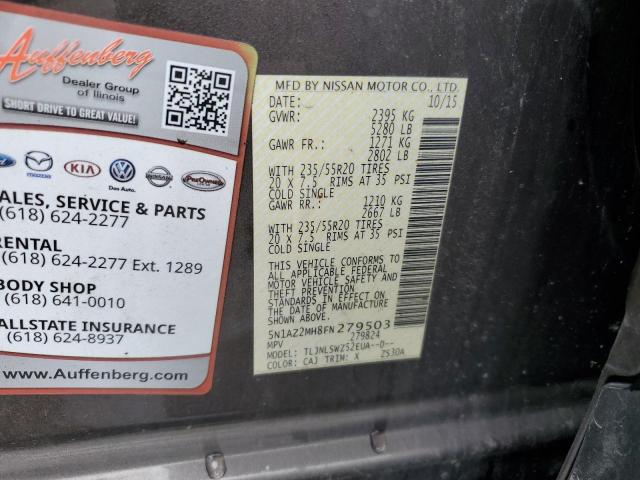 Auffenberg
Dealer Group
of Illinois
SHORT DRIVE TO GREAT VALUE!
Ford
mazda
KIA
Das Auto.
NISSAN
PreOwned
ALES, SERVICE & PARTS
(618) 624-2277
RENTAL
(618) 624-2277 Ext. 1289
BODY SHOP
(618) 641-0010
ALLSTATE INSURANCE
(618) 624-8937
www.Auffenberg.com
MFD BY NISSAN MOTOR CO., LTD.
DATE: 10/15
GVWR: 2395 KG
5280 LB
GAWR FR.: 1271 KG
2802 LB
WITH 235/55R20 TIRES
20 X 7.5 RIMS AT 35 PSI
COLD SINGLE
GAWR RR.: 1210 KG
2667 LB
WITH 235/55R20 TIRES
20 X 7.5 RIMS AT 35 PSI
COLD SINGLE
THIS VEHICLE CONFORMS TO
ALL APPLICABLE FEDERAL
MOTOR VEHICLE SAFETY AND
THEFT PREVENTION
STANDARDS IN EFFECT ON
THE DATE OF MANUFACTURE
SHOWN ABOVE.
5N1AZ2MH8FN279503
MPV 279824
MODEL: TLJNLSWZ52EUA--D--
COLOR: CAJ TRIM: X Z530A